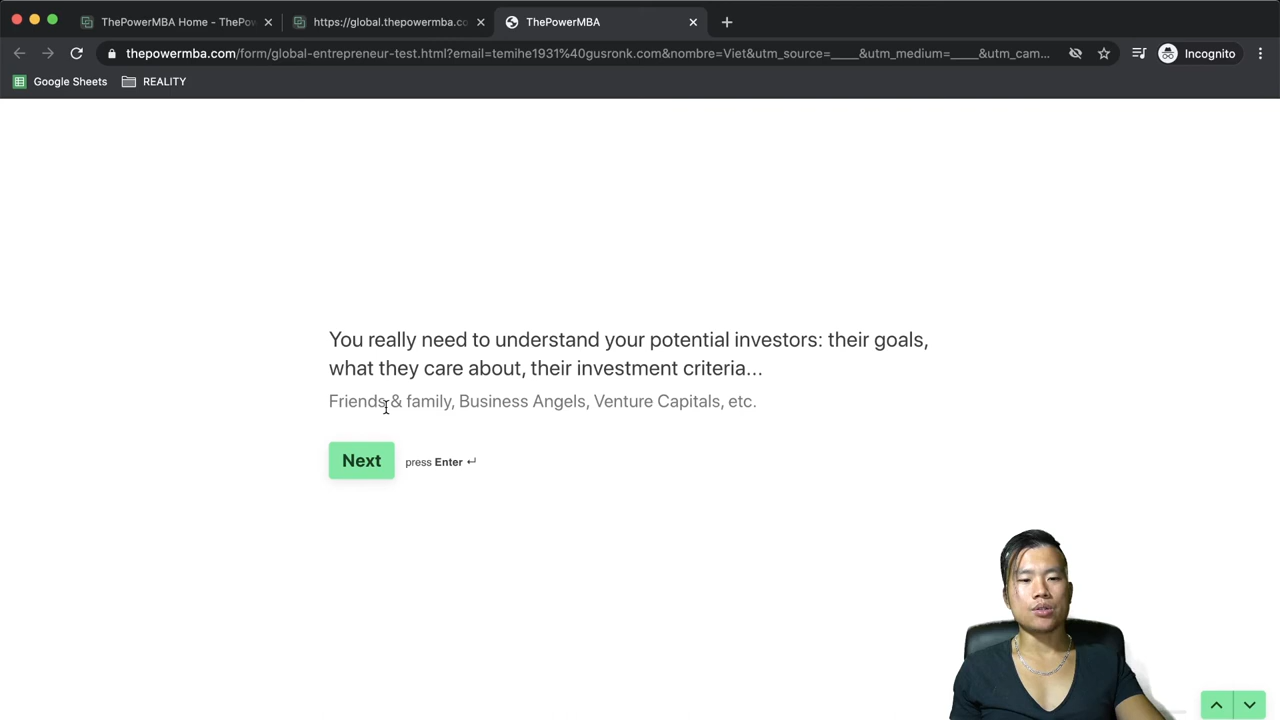 ThePowerMBA Home - ThePow
https://global.thepowermba.co
ThePowerMBA
thepowermba.com/form/global-entrepreneur-test.html?email=temihe1931%40gusronk.com&nombre=Viet&utm_source=_____&utm_medium=_____&utm_cam...
Incognito
Google Sheets
REALITY
You really need to understand your potential investors: their goals,
what they care about, their investment criteria...
Friends & family, Business Angels, Venture Capitals, etc.
Next
press Enter ↵